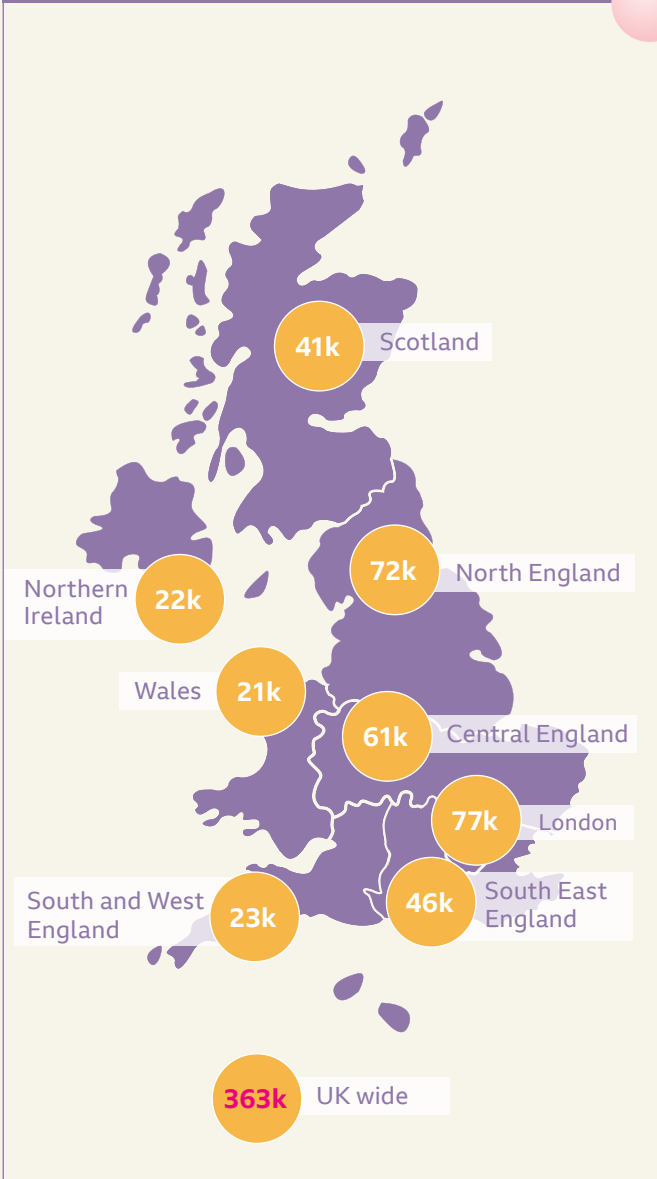 41k
Scotland
72k
North England
Northern
Ireland
22k
Wales
21k
61k
Central England
77k
London
South and West
England
23k
46k
South East
England
363k
UK wide